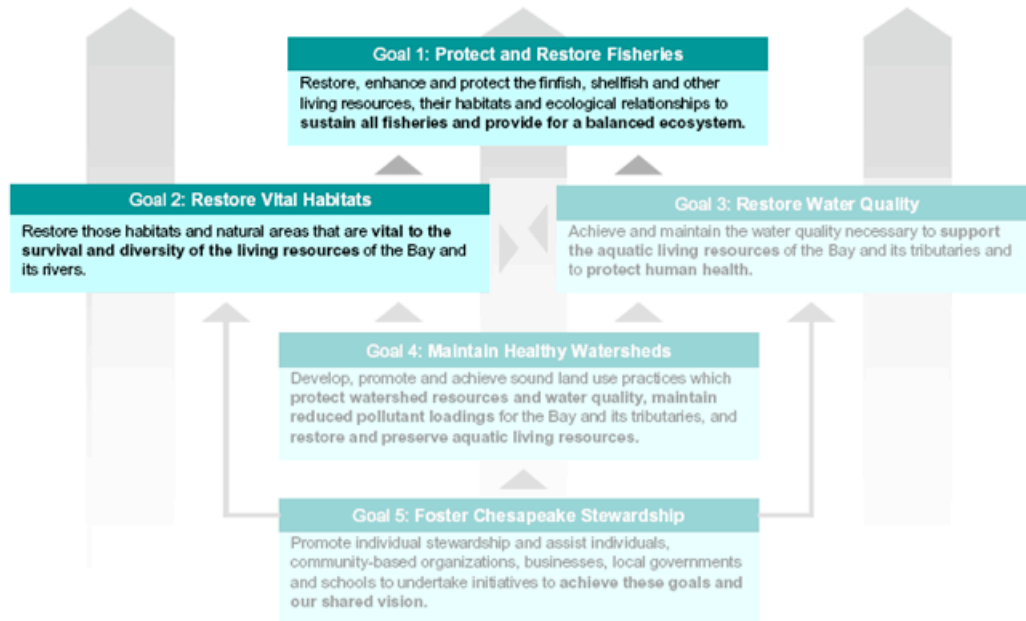 Goal 1: Protect and Restore Fisheries
Restore, enhance and protect the finfish, shellfish and other
living resources, their habitats and ecological relationships to
sustain all fisheries and provide for a balanced ecosystem.
Goal 2: Restore Vital Habitats
Restore those habitats and natural areas that are vital to the
survival and diversity of the living resources of the Bay and
its rivers.
Goal 3: Restore Water Quality
Achieve and maintain the water quality necessary to support
the aquatic living resources of the Bay and its tributaries and
to protect human health.
Goal 4: Maintain Healthy Watersheds
Develop, promote and achieve sound land use practices which
protect watershed resources and water quality, maintain
reduced pollutant loadings for the Bay and its tributaries, and
restore and preserve aquatic living resources.
Goal 5: Foster Chesapeake Stewardship
Promote individual stewardship and assist individuals,
community-based organizations, businesses, local governments
and schools to undertake initiatives to achieve these goals and
our shared vision.